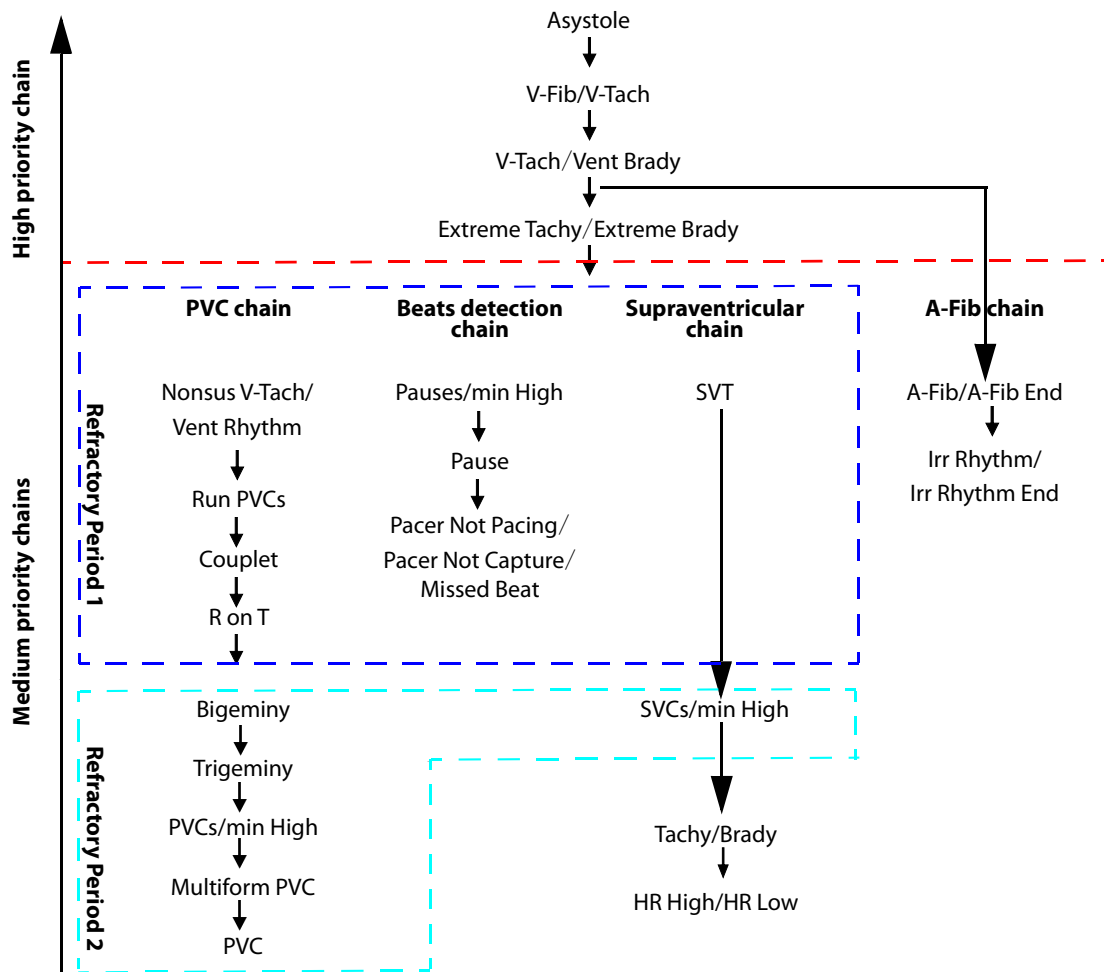 High priority chain
Asystole
V-Fib/V-Tach
V-Tach/Vent Brady
Extreme Tachy/Extreme Brady
Medium priority chains
Refractory Period 1
PVC chain
Nonsus V-Tach/
Vent Rhythm
Run PVCs
Couplet
R on T
Beats detection
chain
Pauses/min High
Pause
Pacer Not Pacing/
Pacer Not Capture/
Missed Beat
Supraventricular
chain
SVT
A-Fib chain
A-Fib/A-Fib End
Irr Rhythm/
Irr Rhythm End
Refractory Period 2
Bigeminy
Trigeminy
PVCs/min High
Multiform PVC
PVC
SVCs/min High
Tachy/Brady
HR High/HR Low